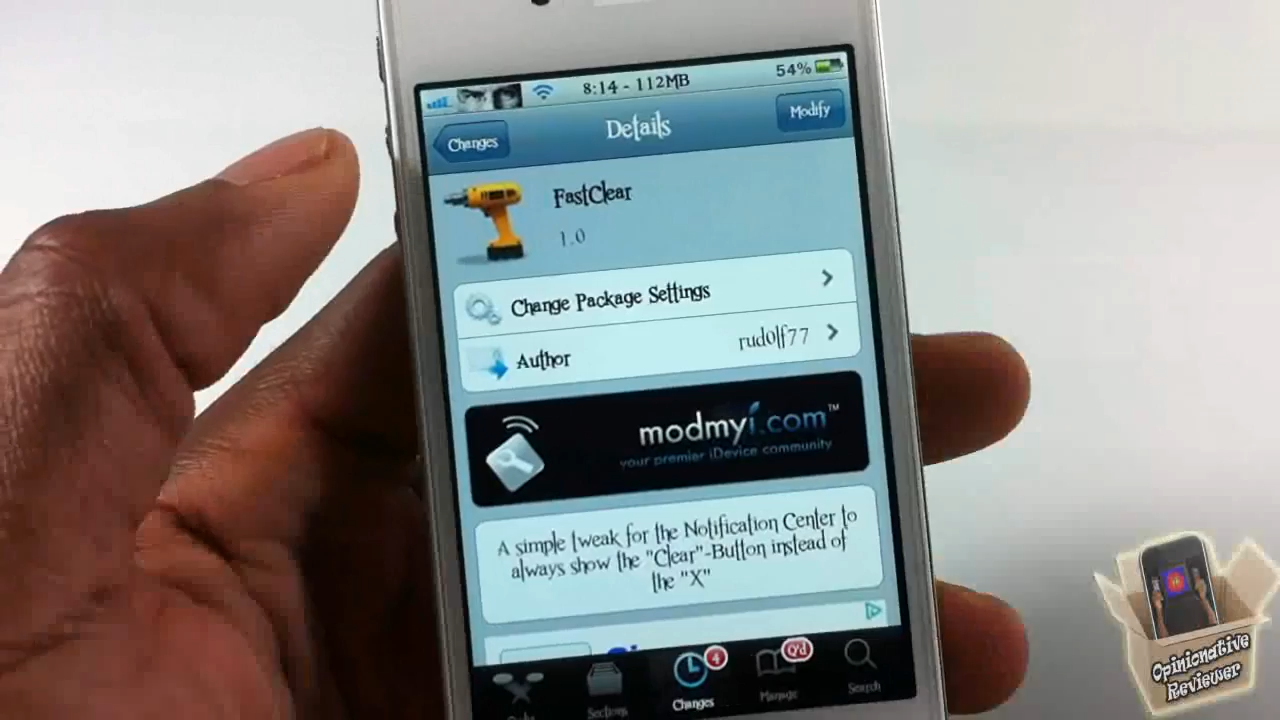 8:14 - 112MB
54%
Changes
Details
Modify
FastClear
1.0
Change Package Settings
Author
rud0lf77
modmyi.com™
your premier iDevice community
A simple tweak for the Notification Center to
always show the "Clear"-Button instead of
the "X"
Sections
Changes
4
Manage
Q'd
Search
Opinionative
Reviewer